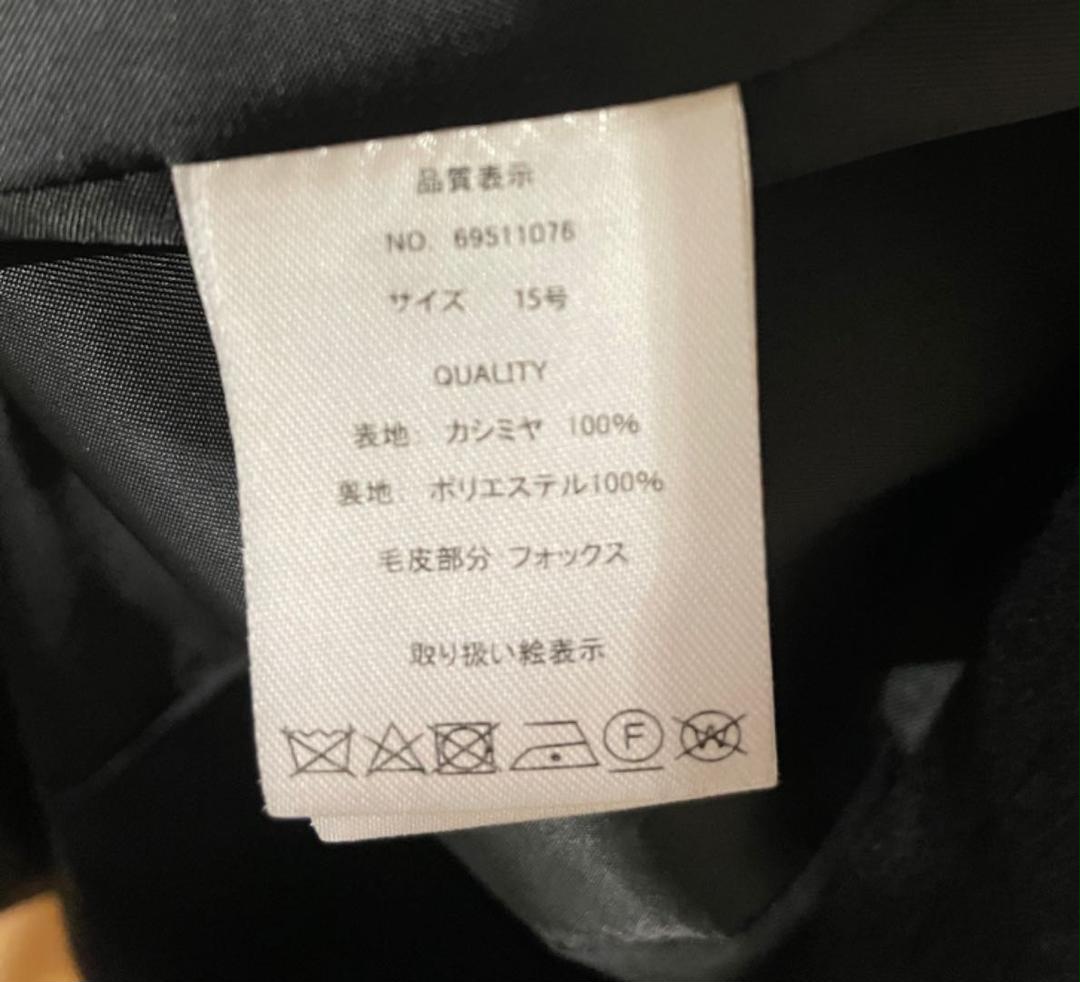 品質表示
NO. 69511076
サイズ 15号
QUALITY
表地: カシミヤ 100%
裏地: ポリエステル100%
毛皮部分 フォックス
取り扱い絵表示
F W